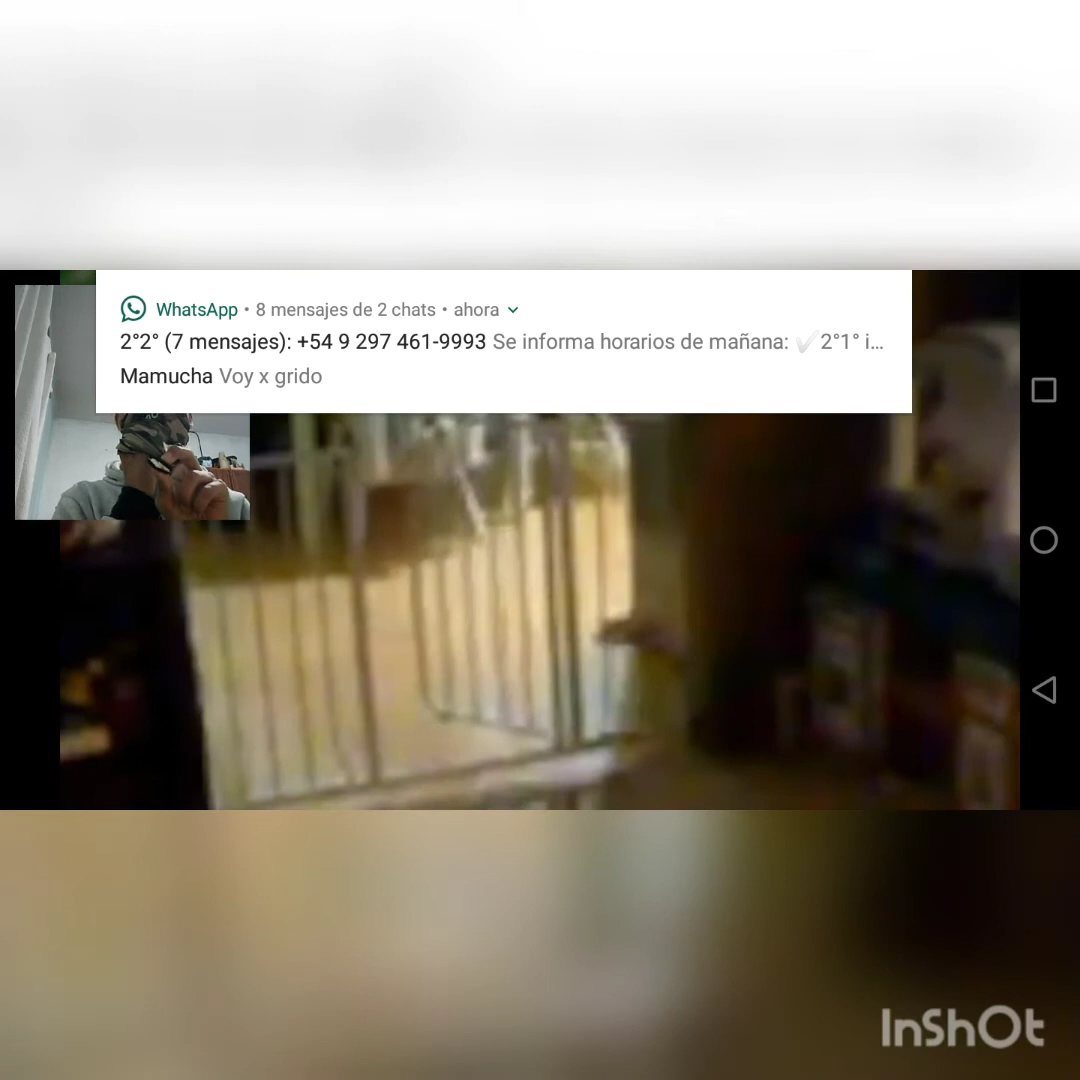 WhatsApp • 8 mensajes de 2 chats • ahora
2°2° (7 mensajes): +54 9 297 461-9993 Se informa horarios de mañana: ✔2°1° i...
Mamucha Voy x grido
InShOt